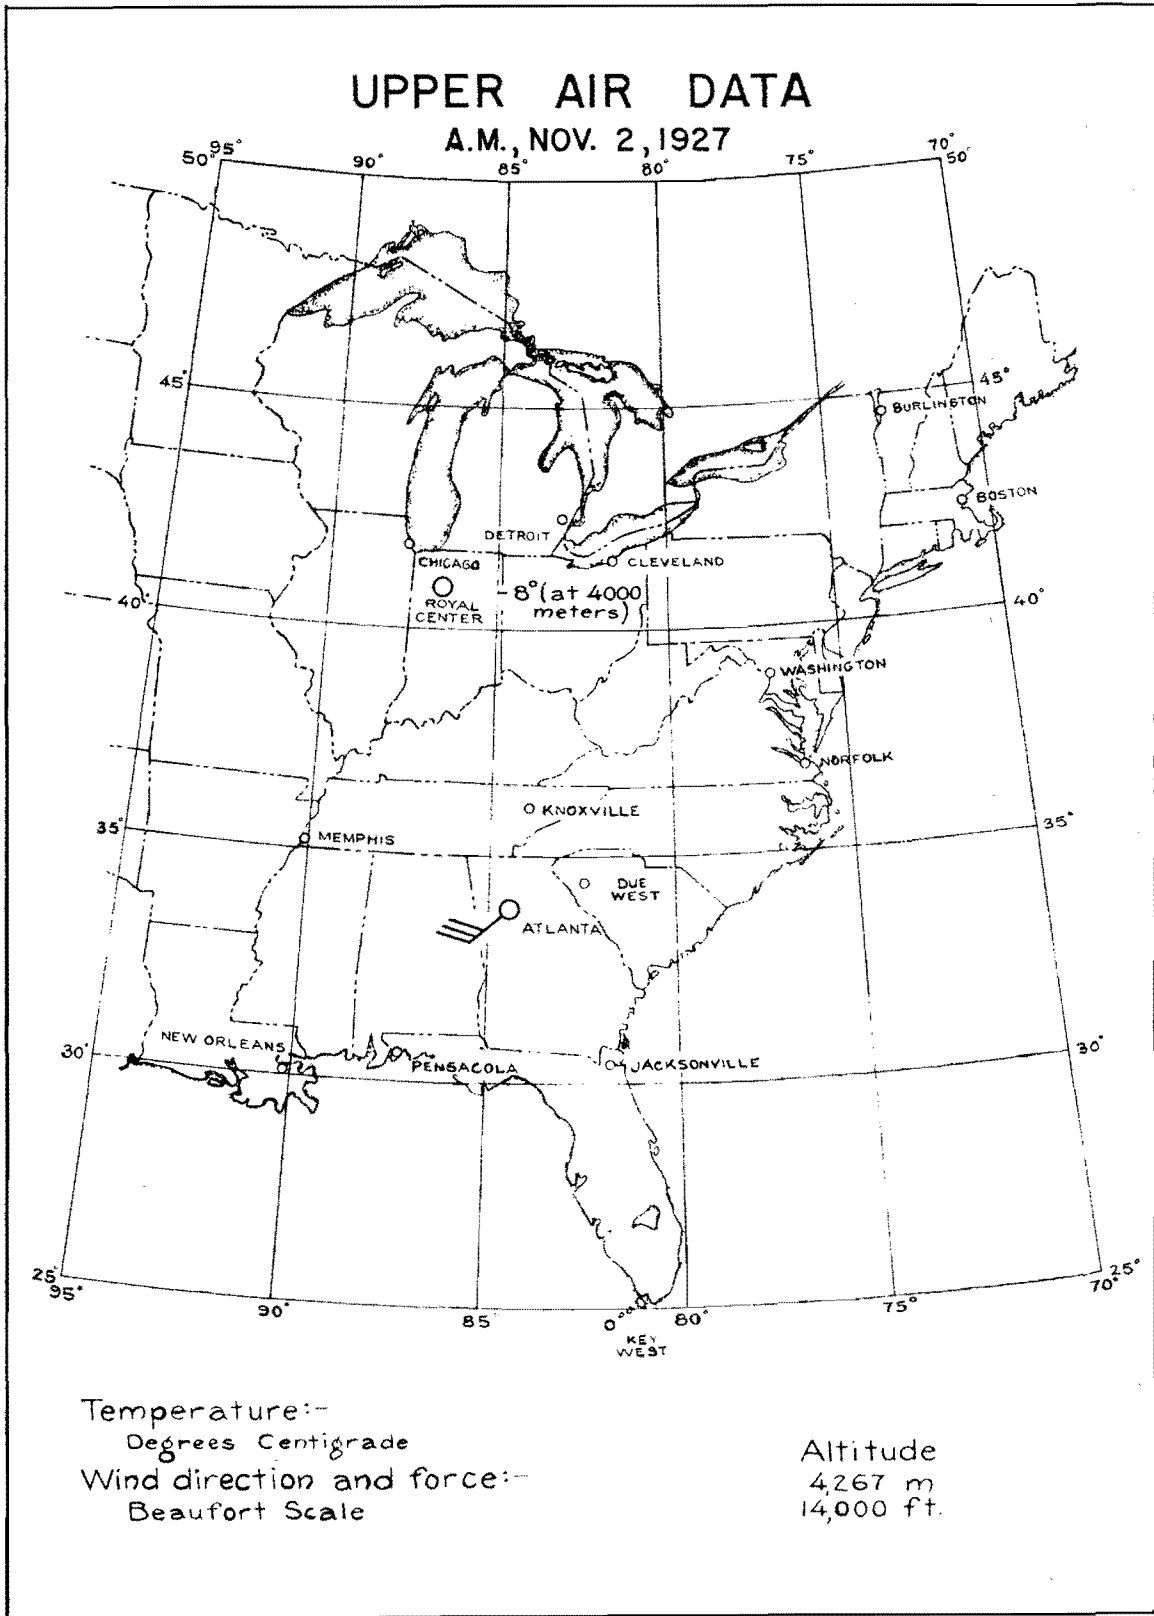 UPPER AIR DATA
A.M., NOV. 2, 1927
50° 95° 90° 85° 80° 75° 70° 50°
45° 45°
BURLINGTON
BOSTON
DETROIT
CHICAGO
CLEVELAND
ROYAL
CENTER
-8° (at 4000
meters)
40° 40°
WASHINGTON
NORFOLK
KNOXVILLE
35° 35°
MEMPHIS
DUE
WEST
ATLANTA
NEW ORLEANS
30° 30°
PENSACOLA
JACKSONVILLE
25° 25°
95° 90° 85° 80° 75° 70°
KEY
WEST
Temperature:-
Degrees Centigrade
Wind direction and force:-
Beaufort Scale
Altitude
4,267 m
14,000 ft.